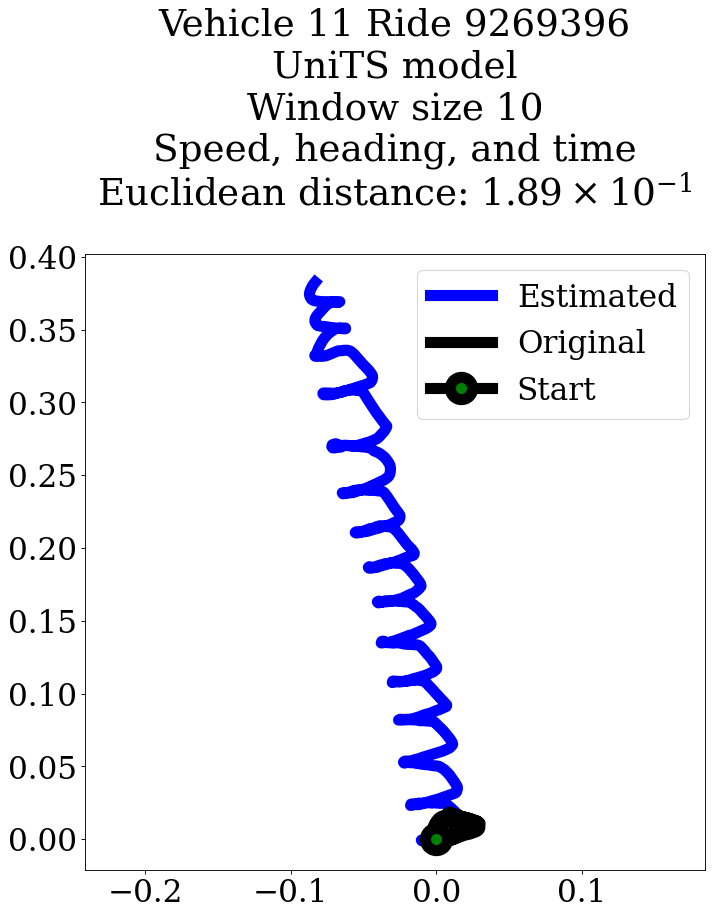 Vehicle 11 Ride 9269396
UniTS model
Window size 10
Speed, heading, and time
Euclidean distance: 1.89 × 10⁻¹
0.40
0.35
0.30
0.25
0.20
0.15
0.10
0.05
0.00
Estimated
Original
Start
−0.2 −0.1 0.0 0.1